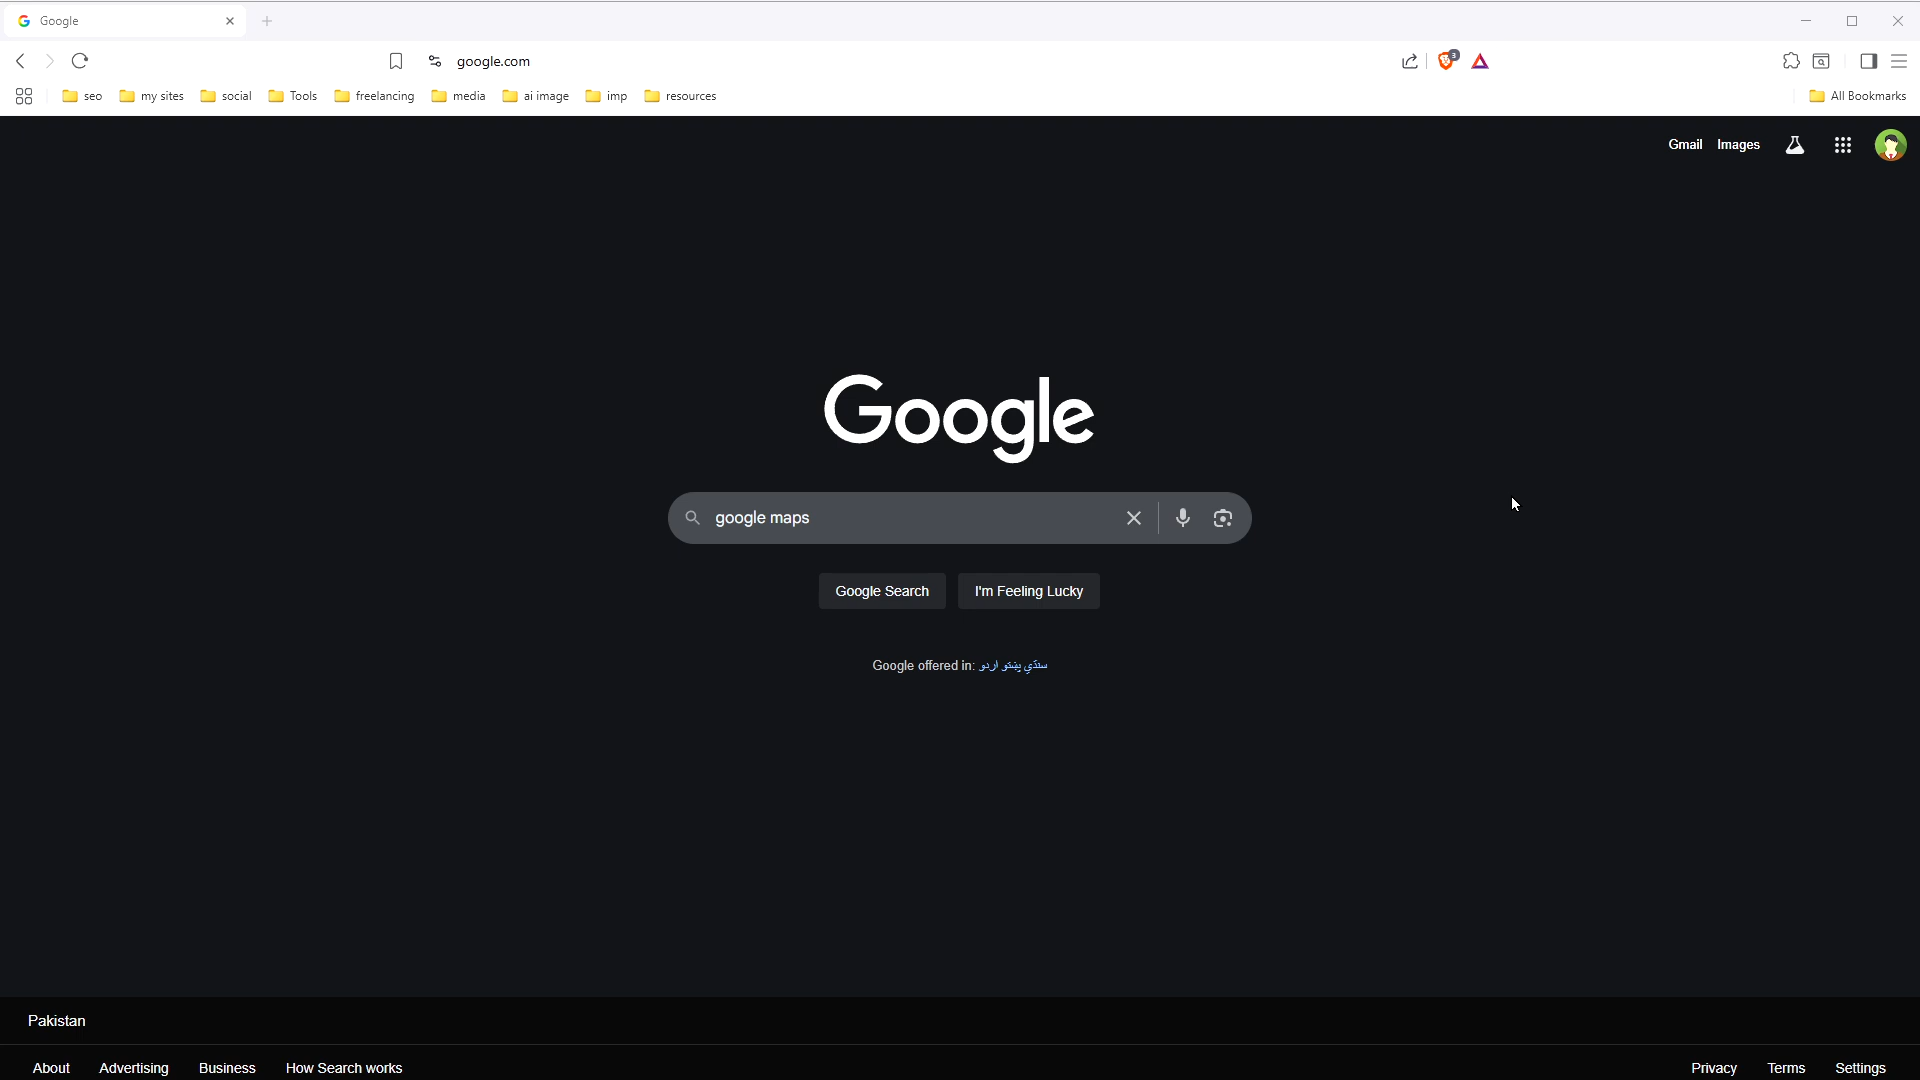 Google
google.com
3
seo my sites social Tools freelancing media ai image imp resources All Bookmarks
Gmail Images
Google
google maps
Google Search I'm Feeling Lucky
Google offered in: اردو پښتو سنڌي
Pakistan
About Advertising Business How Search works Privacy Terms Settings